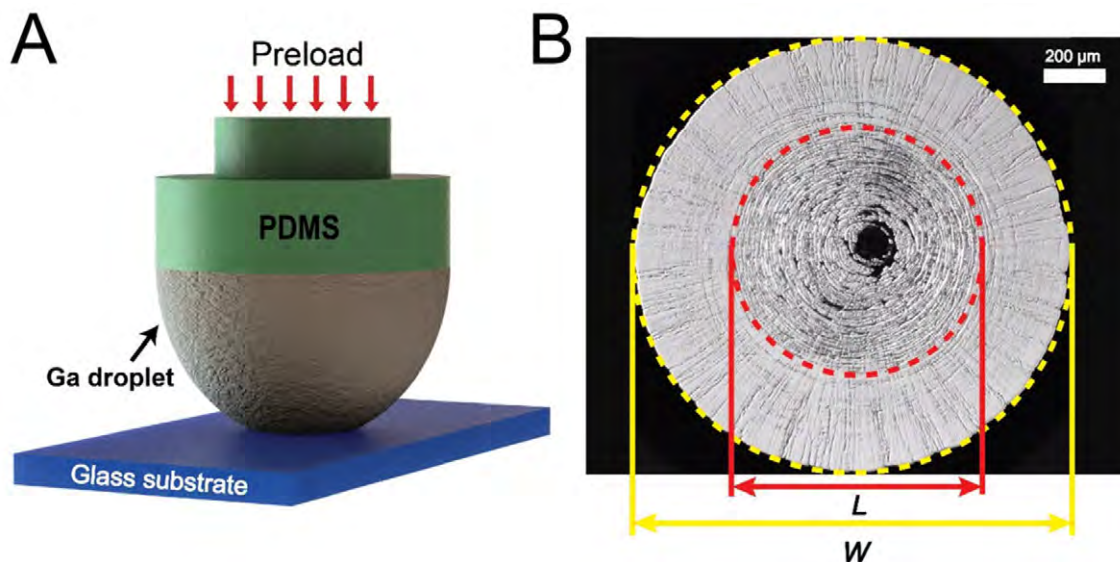 A
Preload
PDMS
Ga droplet
Glass substrate
B
200 µm
L
W